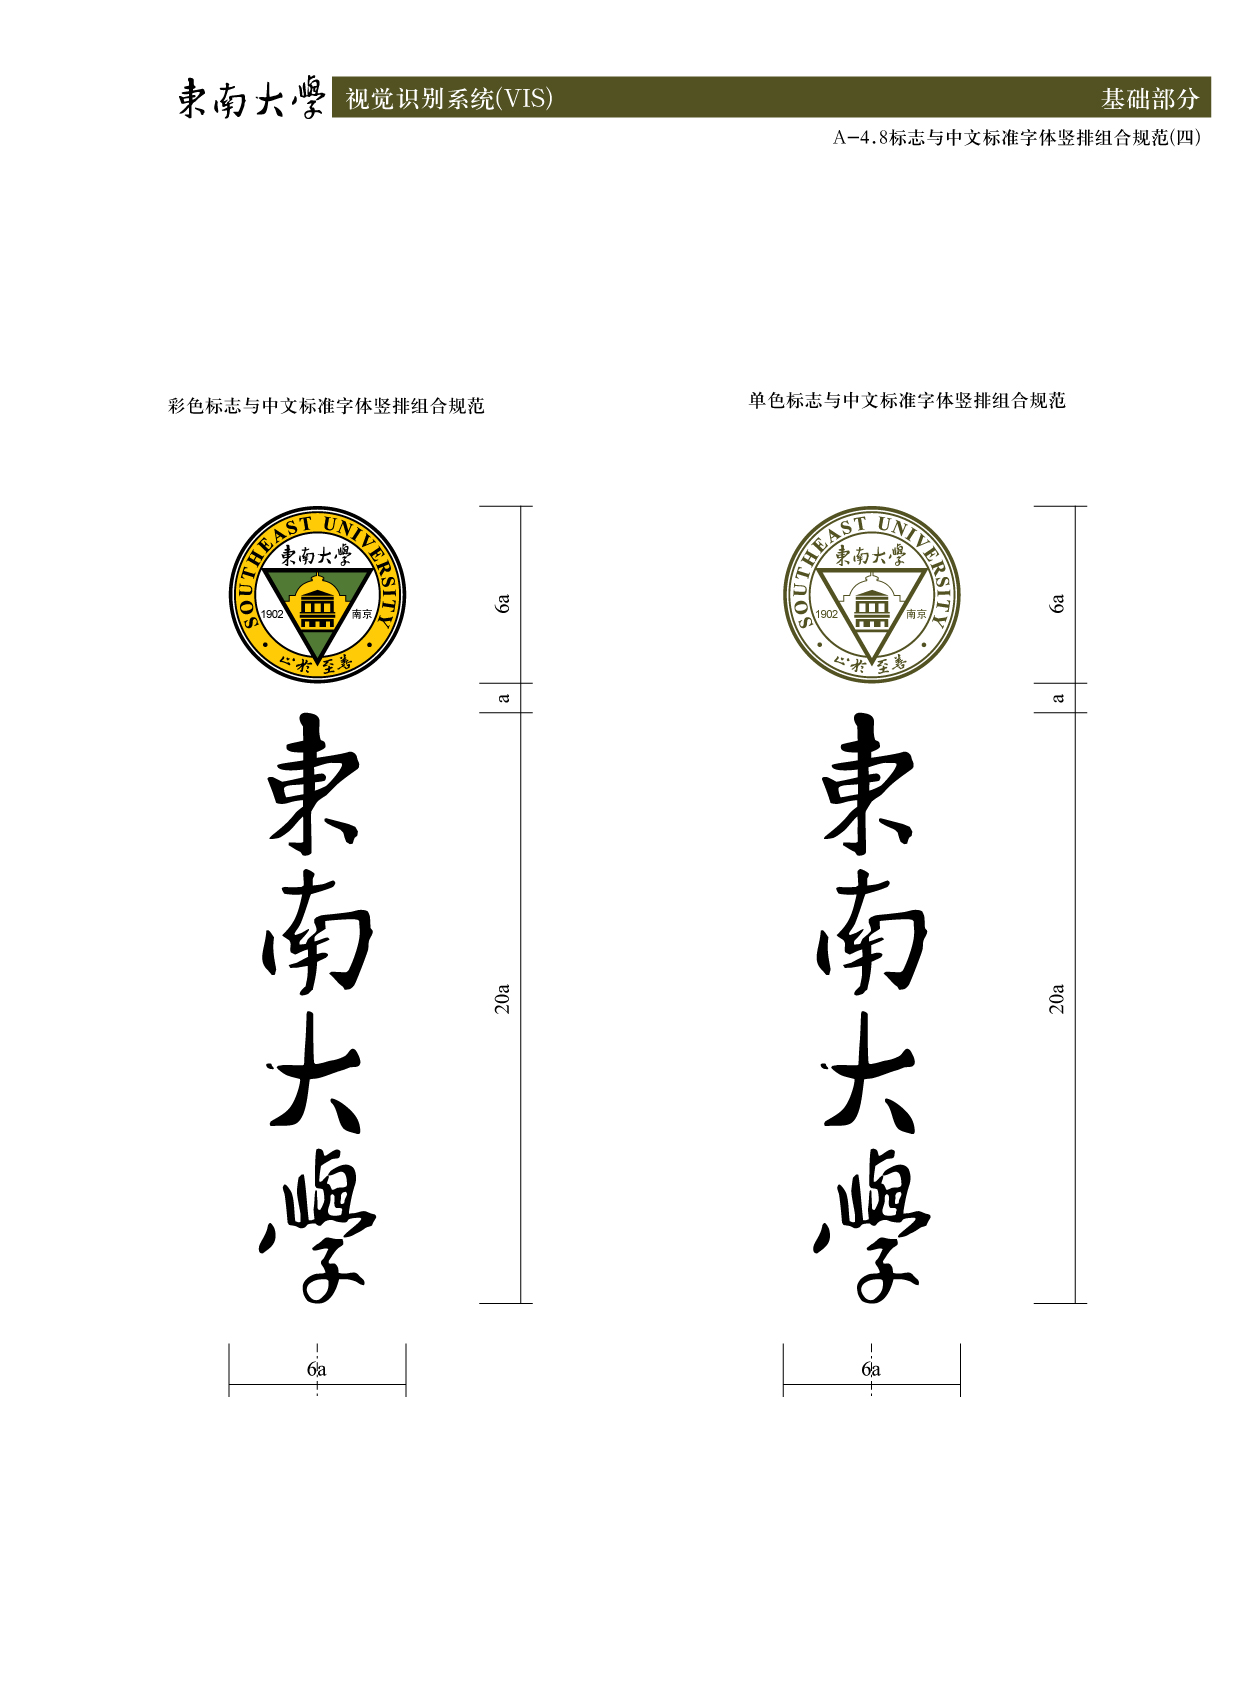 東南大學 视觉识别系统(VIS) 基础部分
A-4.8标志与中文标准字体竖排组合规范(四)
彩色标志与中文标准字体竖排组合规范
单色标志与中文标准字体竖排组合规范
SOUTHEAST UNIVERSITY
東南大學
1902 南京
止於至善
6a
a
東南大學
20a
6a
SOUTHEAST UNIVERSITY
東南大學
1902 南京
止於至善
6a
a
東南大學
20a
6a